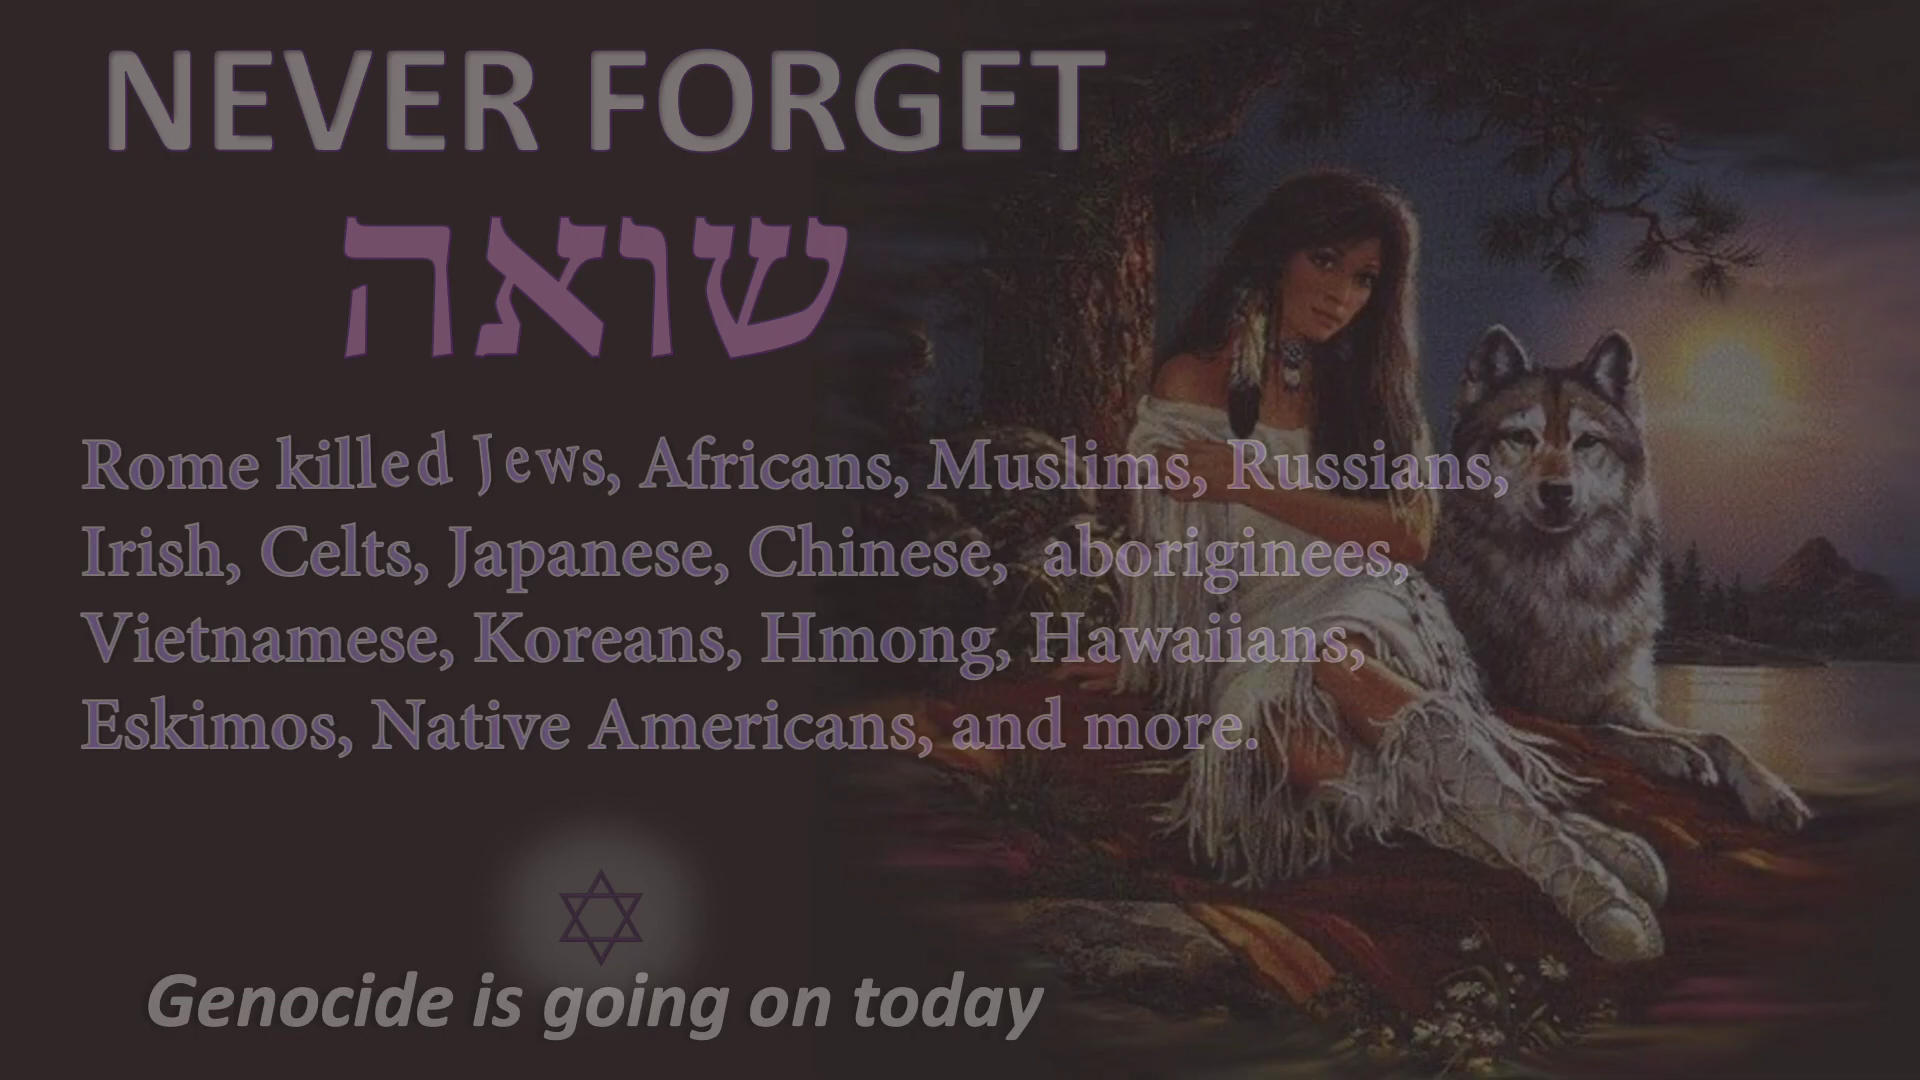 NEVER FORGET
שואה
Rome killed Jews, Africans, Muslims, Russians,
Irish, Celts, Japanese, Chinese, aboriginees,
Vietnamese, Koreans, Hmong, Hawaiians,
Eskimos, Native Americans, and more.
Genocide is going on today